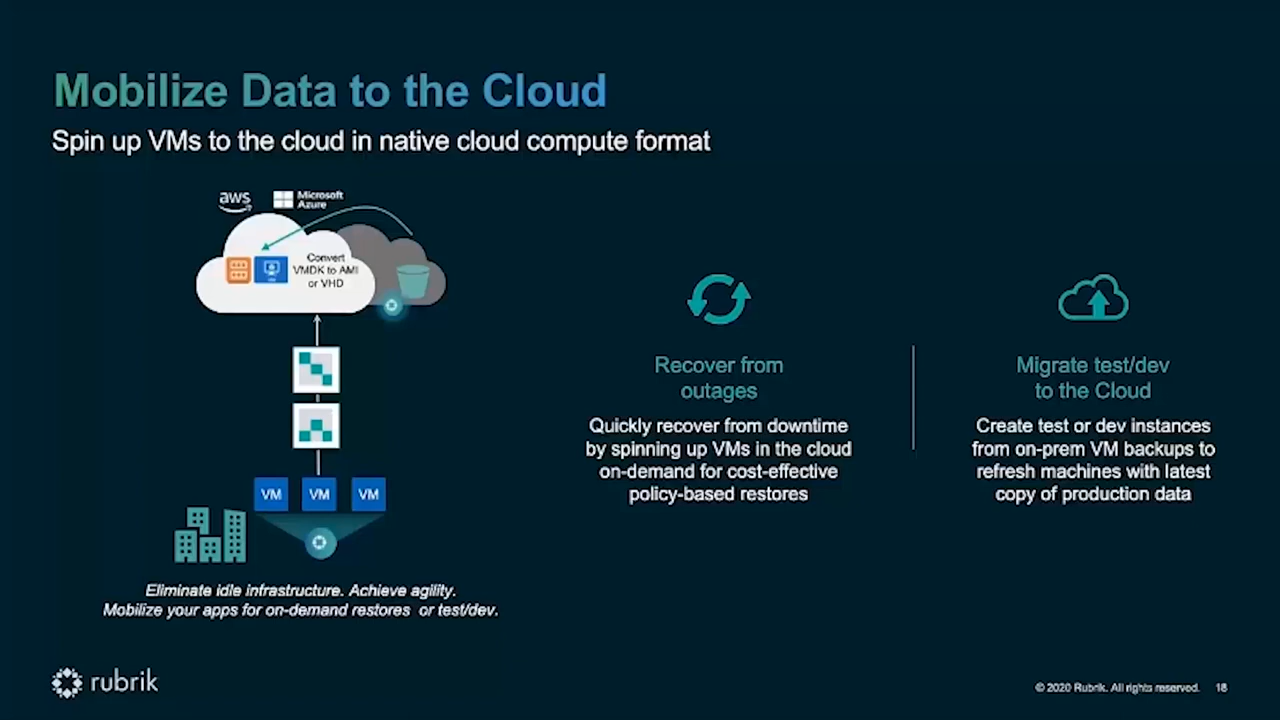 Mobilize Data to the Cloud
Spin up VMs to the cloud in native cloud compute format
aws
Microsoft
Azure
Convert
VMDK to AMI
or VHD
VM VM VM
Eliminate idle infrastructure. Achieve agility.
Mobilize your apps for on-demand restores or test/dev.
Recover from
outages
Quickly recover from downtime
by spinning up VMs in the cloud
on-demand for cost-effective
policy-based restores
Migrate test/dev
to the Cloud
Create test or dev instances
from on-prem VM backups to
refresh machines with latest
copy of production data
rubrik
© 2020 Rubrik. All rights reserved. 18